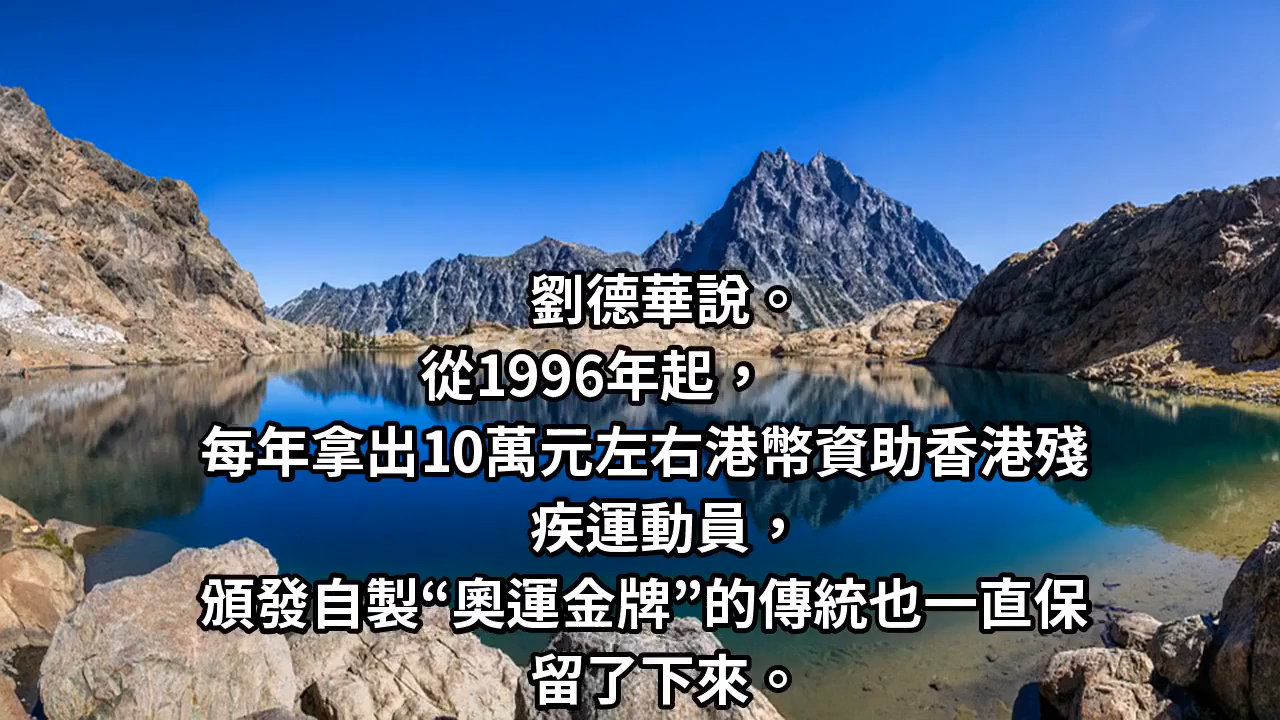 劉德華說。
從1996年起，
每年拿出10萬元左右港幣資助香港殘
疾運動員，
頒發自製“奧運金牌”的傳統也一直保
留了下來。